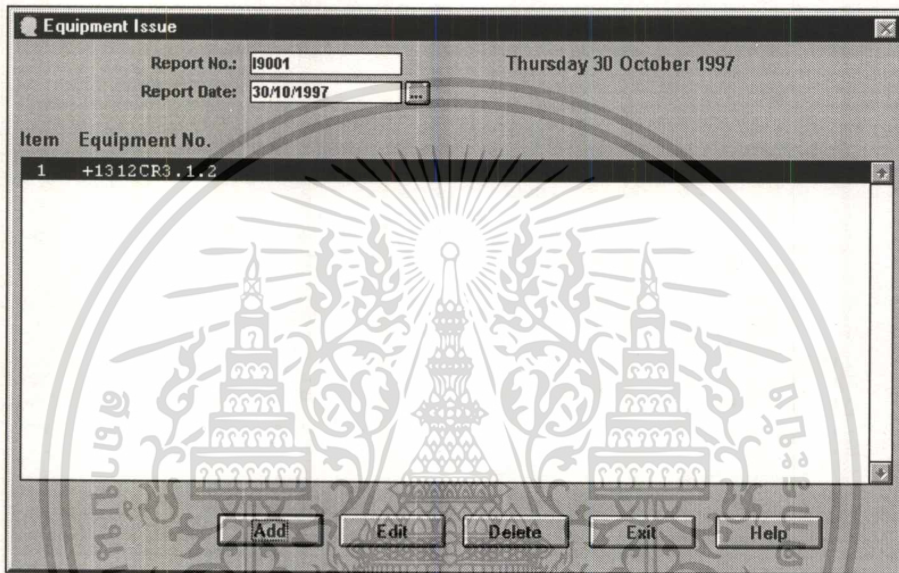 Equipment Issue
Report No.: I9001 Thursday 30 October 1997
Report Date: 30/10/1997 ...
Item Equipment No.
1 +1312CR3.1.2
Add Edit Delete Exit Help